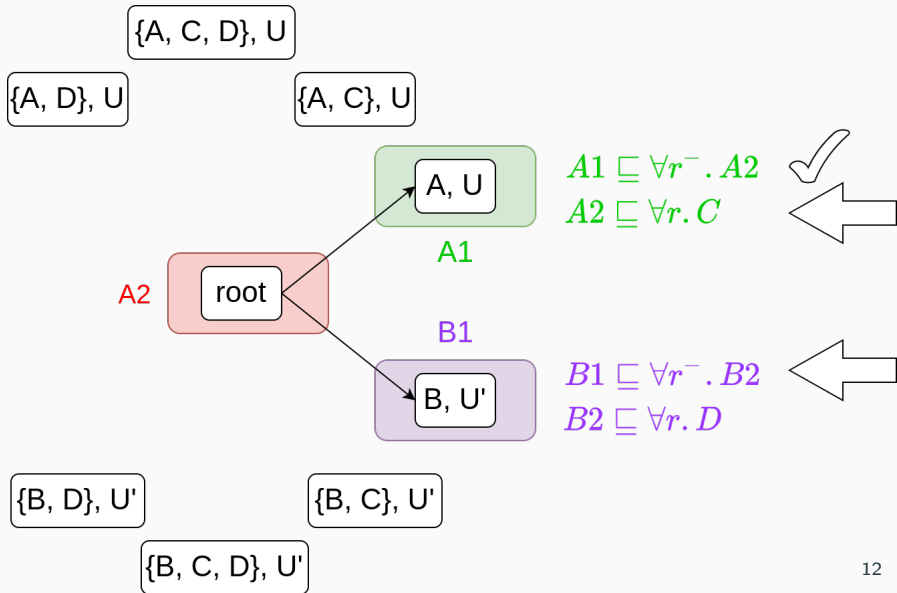 {A, C, D}, U
{A, D}, U
{A, C}, U
A, U
A1 ⊑ ∀r⁻.A2
A2 ⊑ ∀r.C
A1
A2
root
B1
B, U'
B1 ⊑ ∀r⁻.B2
B2 ⊑ ∀r.D
{B, D}, U'
{B, C}, U'
{B, C, D}, U'
12